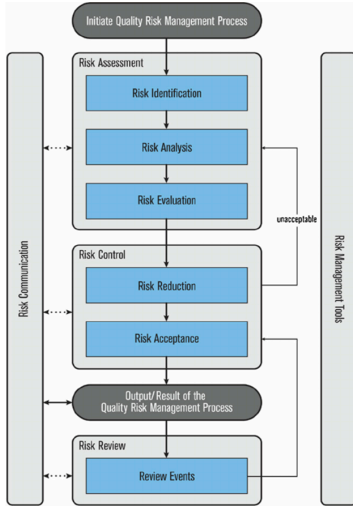 Initiate Quality Risk Management Process
Risk Assessment
Risk Identification
Risk Analysis
Risk Evaluation
unacceptable
Risk Control
Risk Reduction
Risk Acceptance
Output/Result of the
Quality Risk Management Process
Risk Review
Review Events
Risk Communication
Risk Management Tools